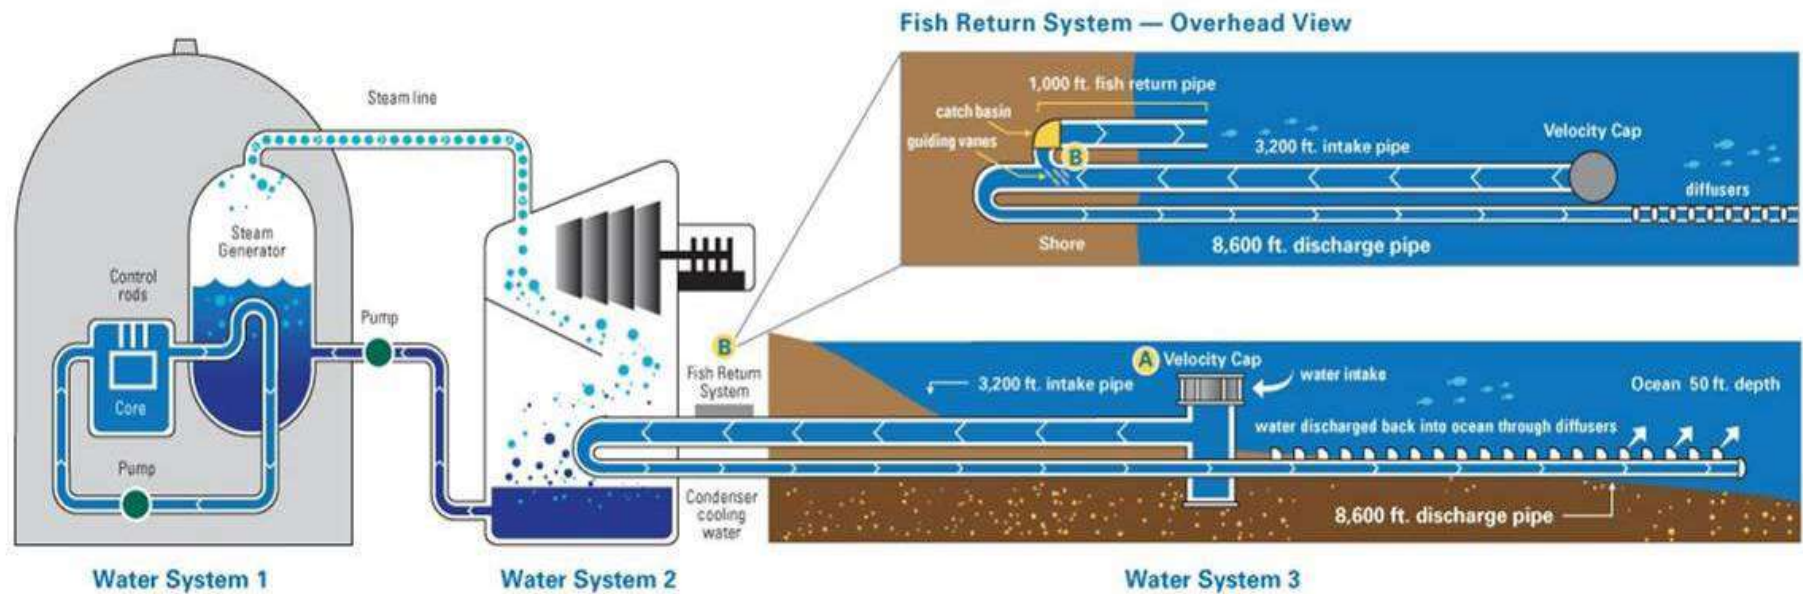 Fish Return System — Overhead View
1,000 ft. fish return pipe
catch basin
guiding vanes
B
3,200 ft. intake pipe
Velocity Cap
diffusers
Shore
8,600 ft. discharge pipe
Steam line
Steam
Generator
Control
rods
Core
Pump
Pump
B
Fish Return
System
Condenser
cooling
water
A Velocity Cap
3,200 ft. intake pipe
water intake
Ocean 50 ft. depth
water discharged back into ocean through diffusers
8,600 ft. discharge pipe
Water System 1
Water System 2
Water System 3